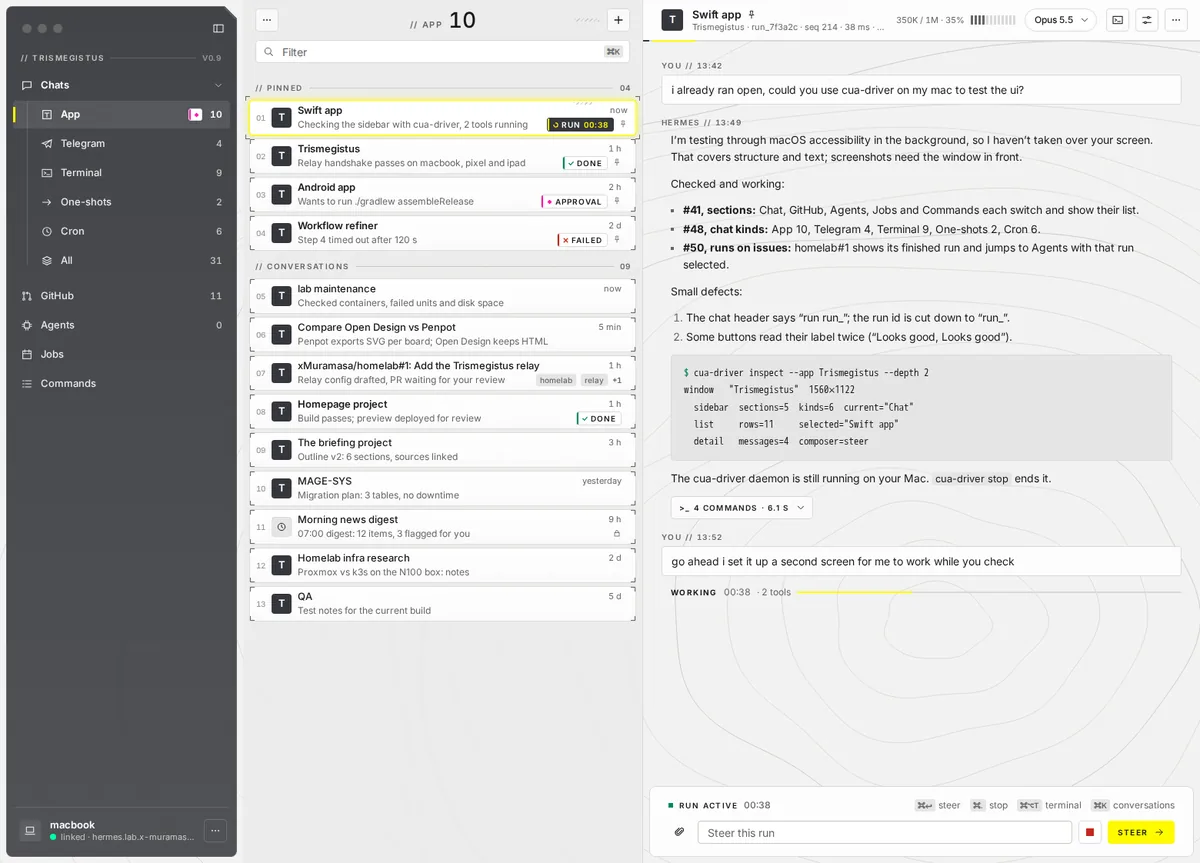 // TRISMEGISTUS V0.9
Chats
App 10
Telegram 4
Terminal 9
One-shots 2
Cron 6
All 31
GitHub 11
Agents 0
Jobs
Commands
macbook
linked · hermes.lab.x-muramas...
// APP 10
Filter ⌘K
// PINNED 04
01 T Swift app now
Checking the sidebar with cua-driver, 2 tools running RUN 00:38
02 T Trismegistus 1 h
Relay handshake passes on macbook, pixel and ipad DONE
03 T Android app 2 h
Wants to run ./gradlew assembleRelease APPROVAL
04 T Workflow refiner 2 d
Step 4 timed out after 120 s FAILED
// CONVERSATIONS 09
05 T lab maintenance now
Checked containers, failed units and disk space
06 T Compare Open Design vs Penpot 5 min
Penpot exports SVG per board; Open Design keeps HTML
07 T xMuramasa/homelab#1: Add the Trismegistus relay 1 h
Relay config drafted, PR waiting for your review homelab relay +1
08 T Homepage project 1 h
Build passes; preview deployed for review DONE
09 T The briefing project 3 h
Outline v2: 6 sections, sources linked
10 T MAGE-SYS yesterday
Migration plan: 3 tables, no downtime
11 Morning news digest 9 h
07:00 digest: 12 items, 3 flagged for you
12 T Homelab infra research 2 d
Proxmox vs k3s on the N100 box: notes
13 T QA 5 d
Test notes for the current build
T Swift app
Trismegistus · run_7f3a2c · seq 214 · 38 ms · ...
350K / 1M · 35%
Opus 5.5
YOU // 13:42
i already ran open, could you use cua-driver on my mac to test the ui?
HERMES // 13:49
I'm testing through macOS accessibility in the background, so I haven't taken over your screen.
That covers structure and text; screenshots need the window in front.
Checked and working:
#41, sections: Chat, GitHub, Agents, Jobs and Commands each switch and show their list.
#48, chat kinds: App 10, Telegram 4, Terminal 9, One-shots 2, Cron 6.
#50, runs on issues: homelab#1 shows its finished run and jumps to Agents with that run
selected.
Small defects:
1. The chat header says “run run_”; the run id is cut down to “run_”.
2. Some buttons read their label twice (“Looks good, Looks good”).
$ cua-driver inspect --app Trismegistus --depth 2
window "Trismegistus" 1560×1122
sidebar sections=5 kinds=6 current="Chat"
list rows=11 selected="Swift app"
detail messages=4 composer=steer
The cua-driver daemon is still running on your Mac. cua-driver stop ends it.
>_ 4 COMMANDS · 6.1 S
YOU // 13:52
go ahead i set it up a second screen for me to work while you check
WORKING 00:38 · 2 tools
RUN ACTIVE 00:38 ⌘↩ steer ⌘. stop ⌘⌥T terminal ⌘K conversations
Steer this run STEER →